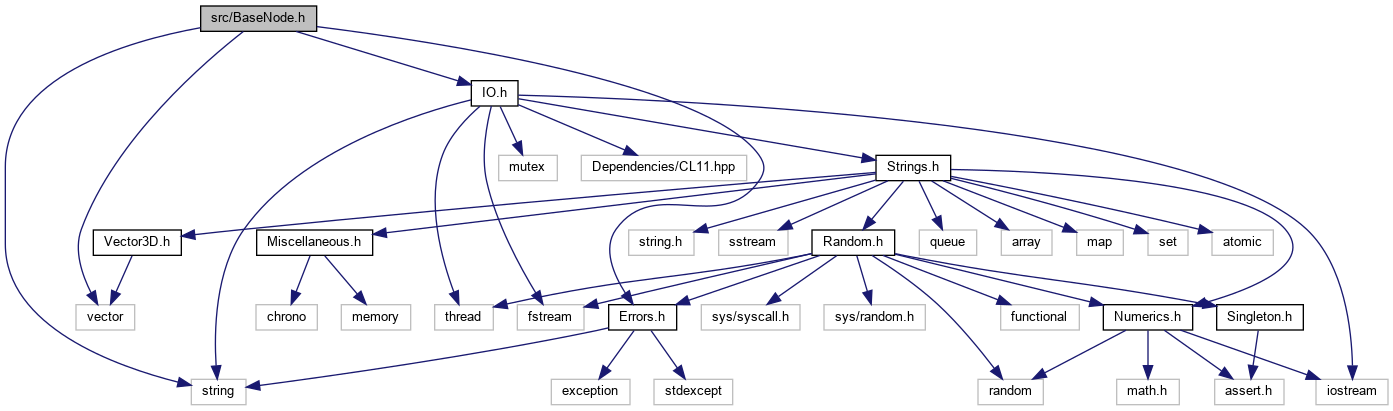 src/BaseNode.h
IO.h
mutex
Dependencies/CL11.hpp
Strings.h
Vector3D.h
Miscellaneous.h
string.h
sstream
Random.h
queue
array
map
set
atomic
vector
chrono
memory
thread
fstream
Errors.h
sys/syscall.h
sys/random.h
functional
Numerics.h
Singleton.h
string
exception
stdexcept
random
math.h
assert.h
iostream